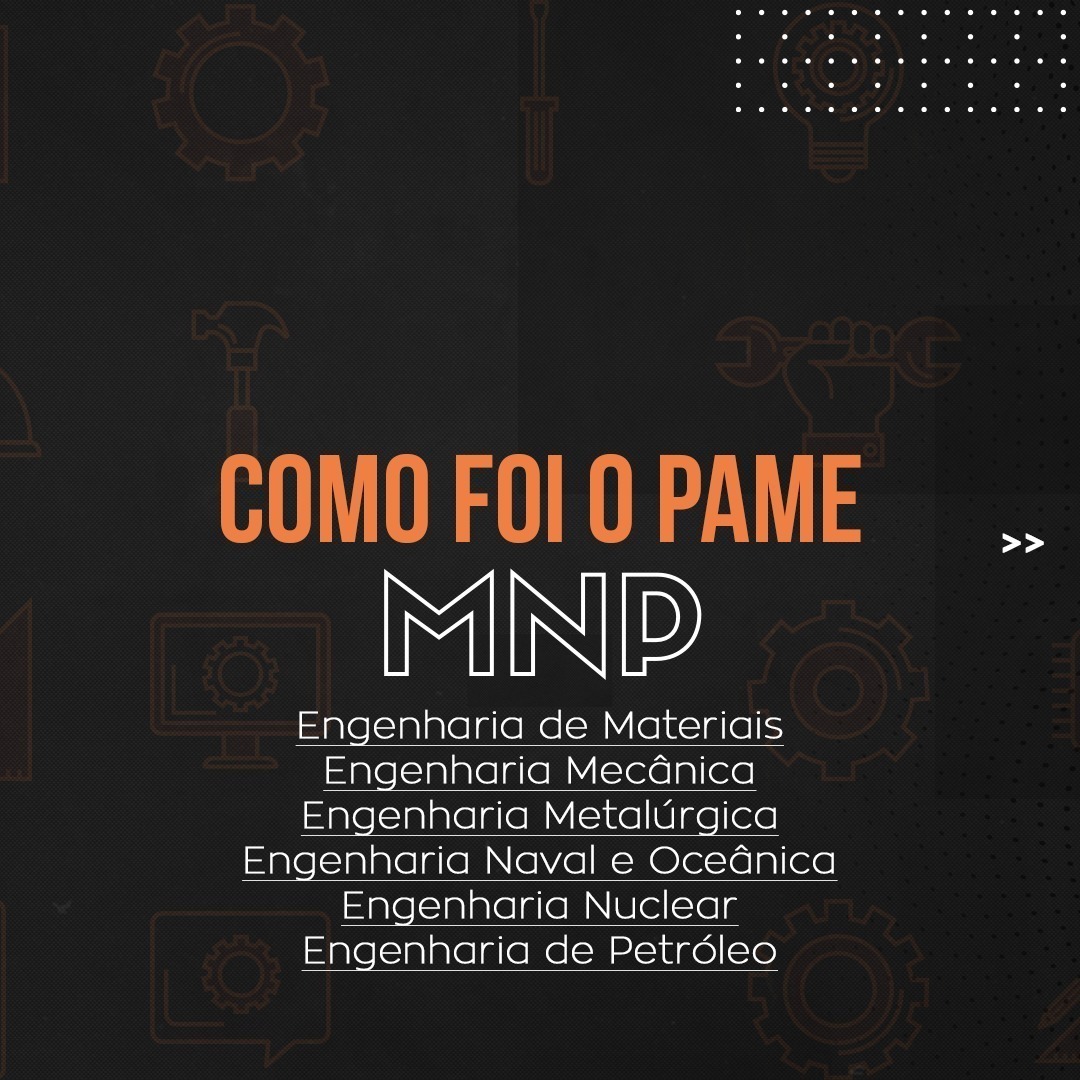 COMO FOI O PAME
>>
MNP
Engenharia de Materiais
Engenharia Mecânica
Engenharia Metalúrgica
Engenharia Naval e Oceânica
Engenharia Nuclear
Engenharia de Petróleo